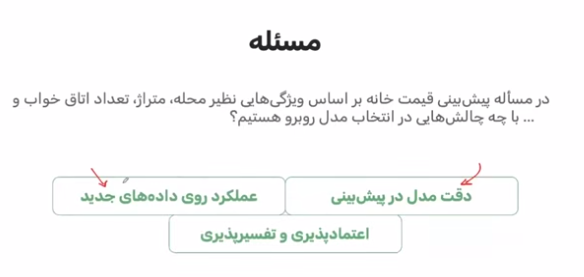 مسئله
در مسأله پیش‌بینی قیمت خانه بر اساس ویژگی‌هایی نظیر محله، متراژ، تعداد اتاق خواب و
... با چه چالش‌هایی در انتخاب مدل روبرو هستیم؟
دقت مدل در پیش‌بینی
عملکرد روی داده‌های جدید
اعتمادپذیری و تفسیرپذیری